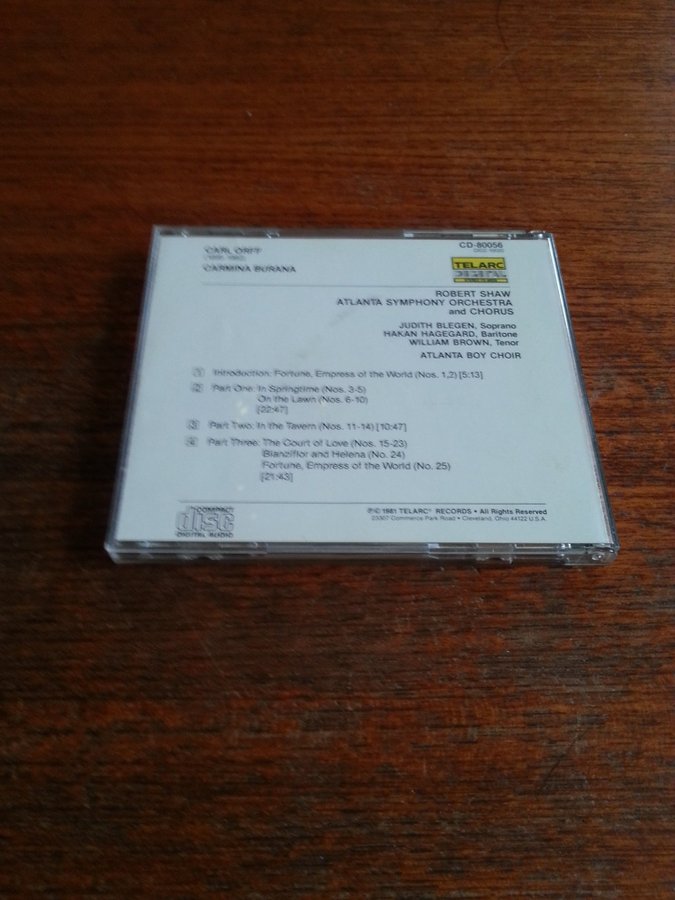 CARL ORFF
CARMINA BURANA
CD-80056
TELARC
DIGITAL
ROBERT SHAW
ATLANTA SYMPHONY ORCHESTRA
and CHORUS
JUDITH BLEGEN, Soprano
HAKAN HAGEGARD, Baritone
WILLIAM BROWN, Tenor
ATLANTA BOY CHOIR
1 Introduction: Fortune, Empress of the World (Nos. 1,2) [5:13]
2 Part One: In Springtime (Nos. 3-5)
On the Lawn (Nos. 6-10)
[22:47]
3 Part Two: In the Tavern (Nos. 11-14) [10:47]
4 Part Three: The Court of Love (Nos. 15-23)
Blanziflor and Helena (No. 24)
Fortune, Empress of the World (No. 25)
[21:43]
COMPACT
disc
DIGITAL AUDIO
℗© 1981 TELARC® RECORDS • All Rights Reserved
23307 Commerce Park Road • Cleveland, Ohio 44122 U.S.A.